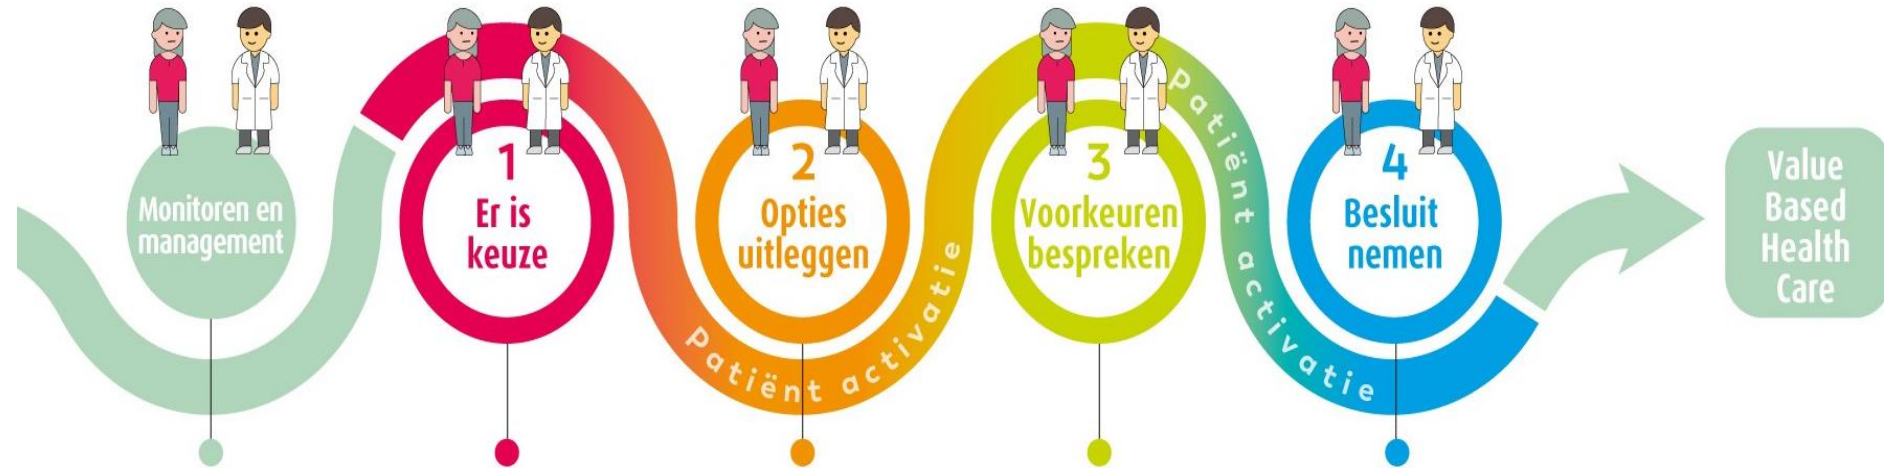 Monitoren en
management
1
Er is
keuze
Patiënt activatie
2
Opties
uitleggen
3
Voorkeuren
bespreken
Patiënt activatie
4
Besluit
nemen
Value
Based
Health
Care